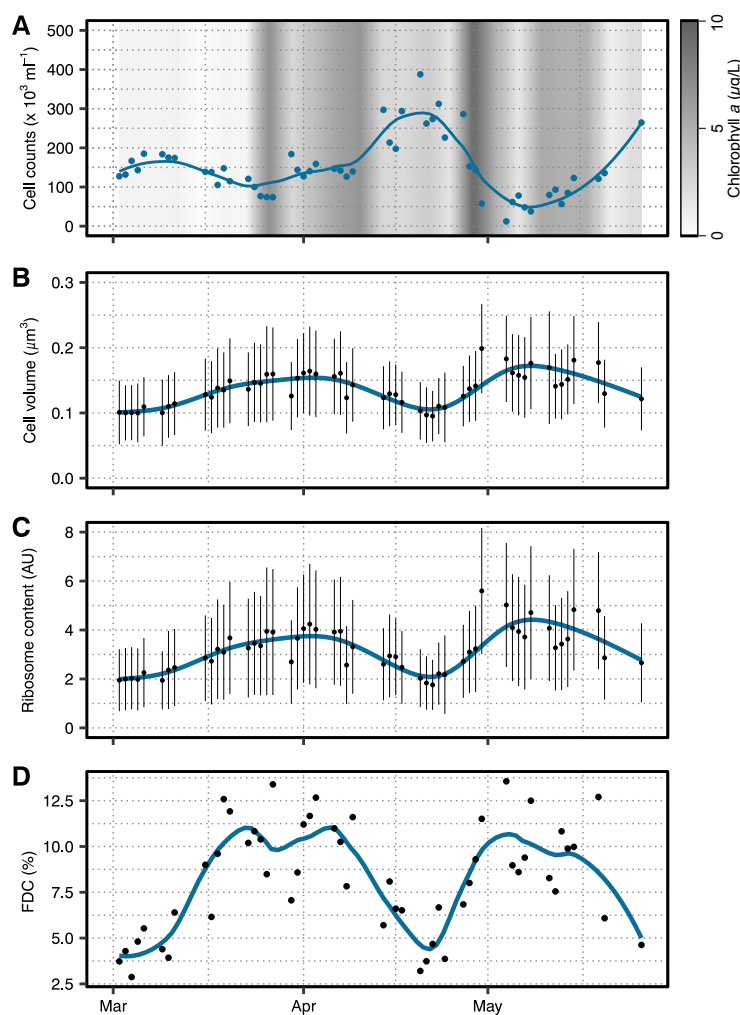 A
500
400
300
200
100
0
Cell counts (x 10³ ml⁻¹)
10
5
0
Chlorophyll a (µg/L)
B
0.3
0.2
0.1
0.0
Cell volume (µm³)
C
8
6
4
2
0
Ribosome content (AU)
D
12.5
10.0
7.5
5.0
2.5
FDC (%)
Mar Apr May